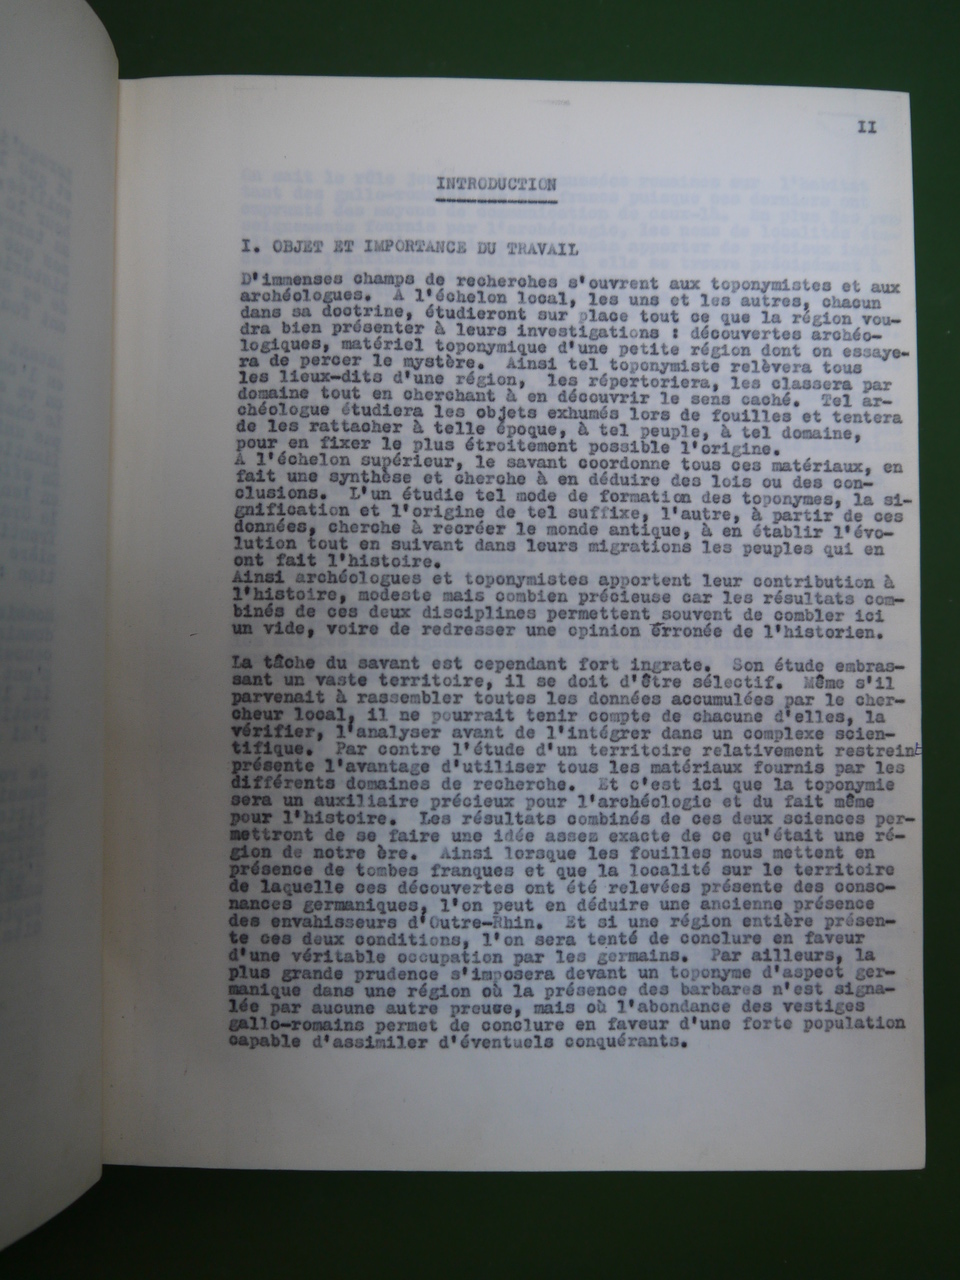 II
INTRODUCTION
I. OBJET ET IMPORTANCE DU TRAVAIL
D'immenses champs de recherches s'ouvrent aux toponymistes et aux
archéologues. A l'échelon local, les uns et les autres, chacun
dans sa doctrine, étudieront sur place tout ce que la région vou-
dra bien présenter à leurs investigations : découvertes archéo-
logiques, matériel toponymique d'une petite région dont on essaye-
ra de percer le mystère. Ainsi tel toponymiste relèvera tous
les lieux-dits d'une région, les répertoriera, les classera par
domaine tout en cherchant à en découvrir le sens caché. Tel ar-
chéologue étudiera les objets exhumés lors de fouilles et tentera
de les rattacher à telle époque, à tel peuple, à tel domaine,
pour en fixer le plus étroitement possible l'origine.
A l'échelon supérieur, le savant coordonne tous ces matériaux, en
fait une synthèse et cherche à en déduire des lois ou des con-
clusions. L'un étudie tel mode de formation des toponymes, la si-
gnification et l'origine de tel suffixe, l'autre, à partir de ces
données, cherche à recréer le monde antique, à en établir l'évo-
lution tout en suivant dans leurs migrations les peuples qui en
ont fait l'histoire.
Ainsi archéologues et toponymistes apportent leur contribution à
l'histoire, modeste mais combien précieuse car les résultats com-
binés de ces deux disciplines permettent souvent de combler ici
un vide, voire de redresser une opinion erronée de l'historien.
La tâche du savant est cependant fort ingrate. Son étude embras-
sant un vaste territoire, il se doit d'être sélectif. Même s'il
parvenait à rassembler toutes les données accumulées par le cher-
cheur local, il ne pourrait tenir compte de chacune d'elles, la
vérifier, l'analyser avant de l'intégrer dans un complexe scien-
tifique. Par contre l'étude d'un territoire relativement restreint
présente l'avantage d'utiliser tous les matériaux fournis par les
différents domaines de recherche. Et c'est ici que la toponymie
sera un auxiliaire précieux pour l'archéologie et du fait même
pour l'histoire. Les résultats combinés de ces deux sciences per-
mettront de se faire une idée assez exacte de ce qu'était une ré-
gion de notre ère. Ainsi lorsque les fouilles nous mettent en
présence de tombes franques et que la localité sur le territoire
de laquelle ces découvertes ont été relevées présente des conso-
nances germaniques, l'on peut en déduire une ancienne présence
des envahisseurs d'Outre-Rhin. Et si une région entière présen-
te ces deux conditions, l'on sera tenté de conclure en faveur
d'une véritable occupation par les germains. Par ailleurs, la
plus grande prudence s'imposera devant un toponyme d'aspect ger-
manique dans une région où la présence des barbares n'est signa-
lée par aucune autre preuve, mais où l'abondance des vestiges
gallo-romains permet de conclure en faveur d'une forte population
capable d'assimiler d'éventuels conquérants.